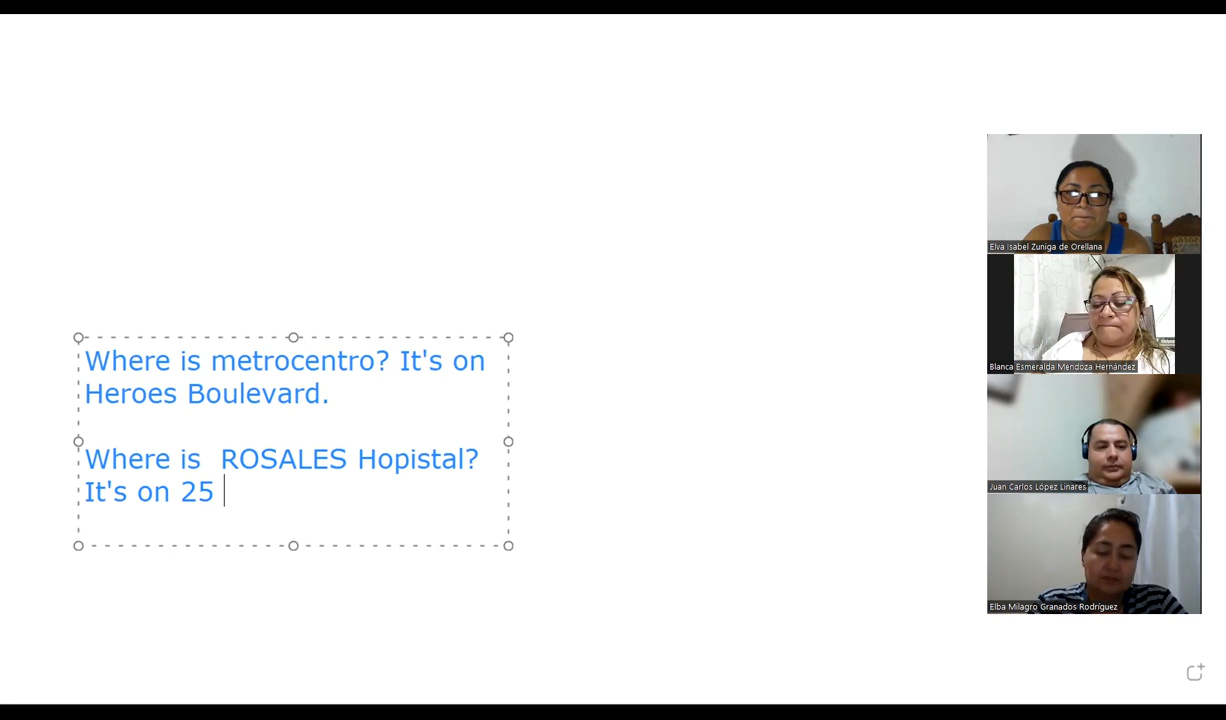 Where is metrocentro? It's on
Heroes Boulevard.
Where is  ROSALES Hopistal?
It's on 25
Elva Isabel Zuniga de Orellana
Blanca Esmeralda Mendoza Hernández
Juan Carlos López Linares
Elba Milagro Granados Rodríguez